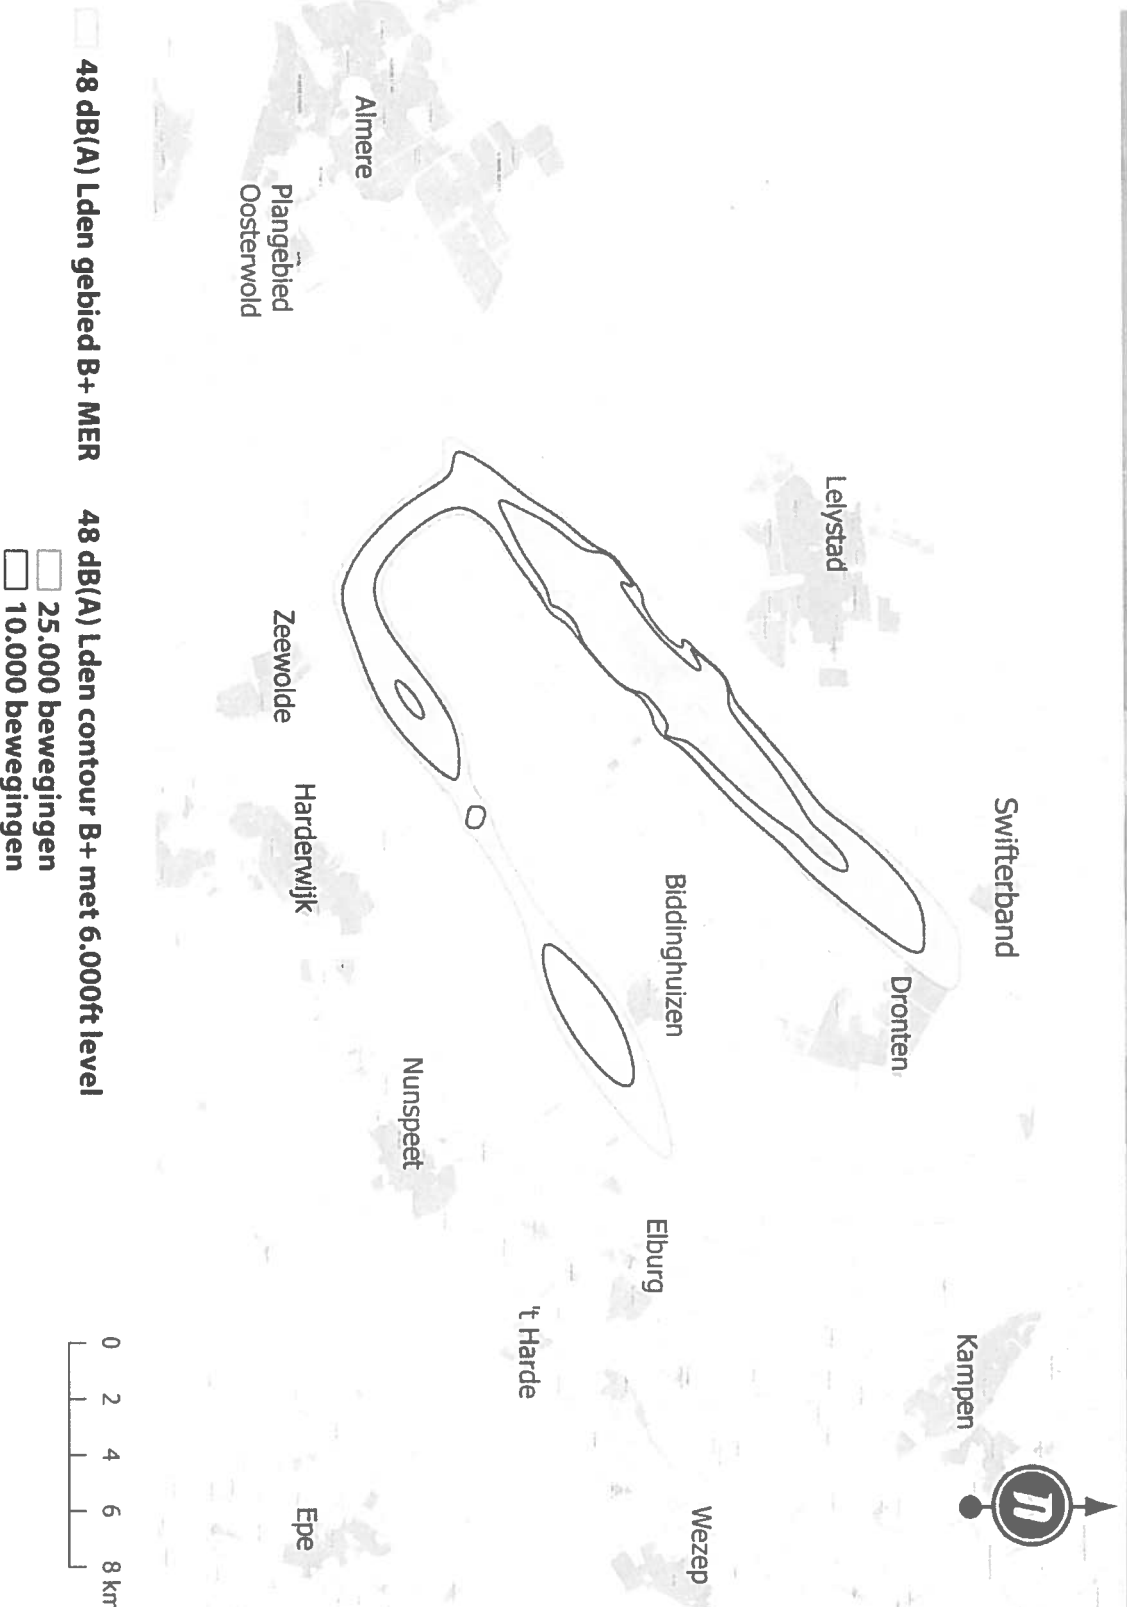 Kampen
Swifterband
Dronten
Lelystad
Wezep
Biddinghuizen
Elburg
't Harde
Almere
Nunspeet
Harderwijk
Epe
Plangebied
Oosterwold
Zeewolde
0 2 4 6 8 km
48 dB(A) Lden gebied B+ MER
48 dB(A) Lden contour B+ met 6.000ft level
25.000 bewegingen
10.000 bewegingen
n